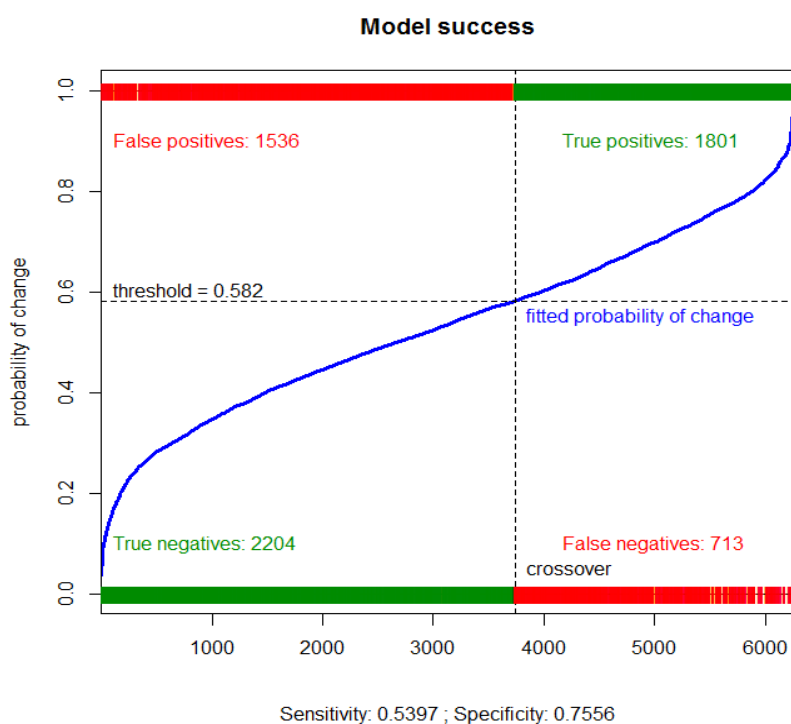 Model success
False positives: 1536
True positives: 1801
threshold = 0.582
fitted probability of change
True negatives: 2204
False negatives: 713
crossover
probability of change
0.0
0.2
0.4
0.6
0.8
1.0
1000 2000 3000 4000 5000 6000
Sensitivity: 0.5397 ; Specificity: 0.7556